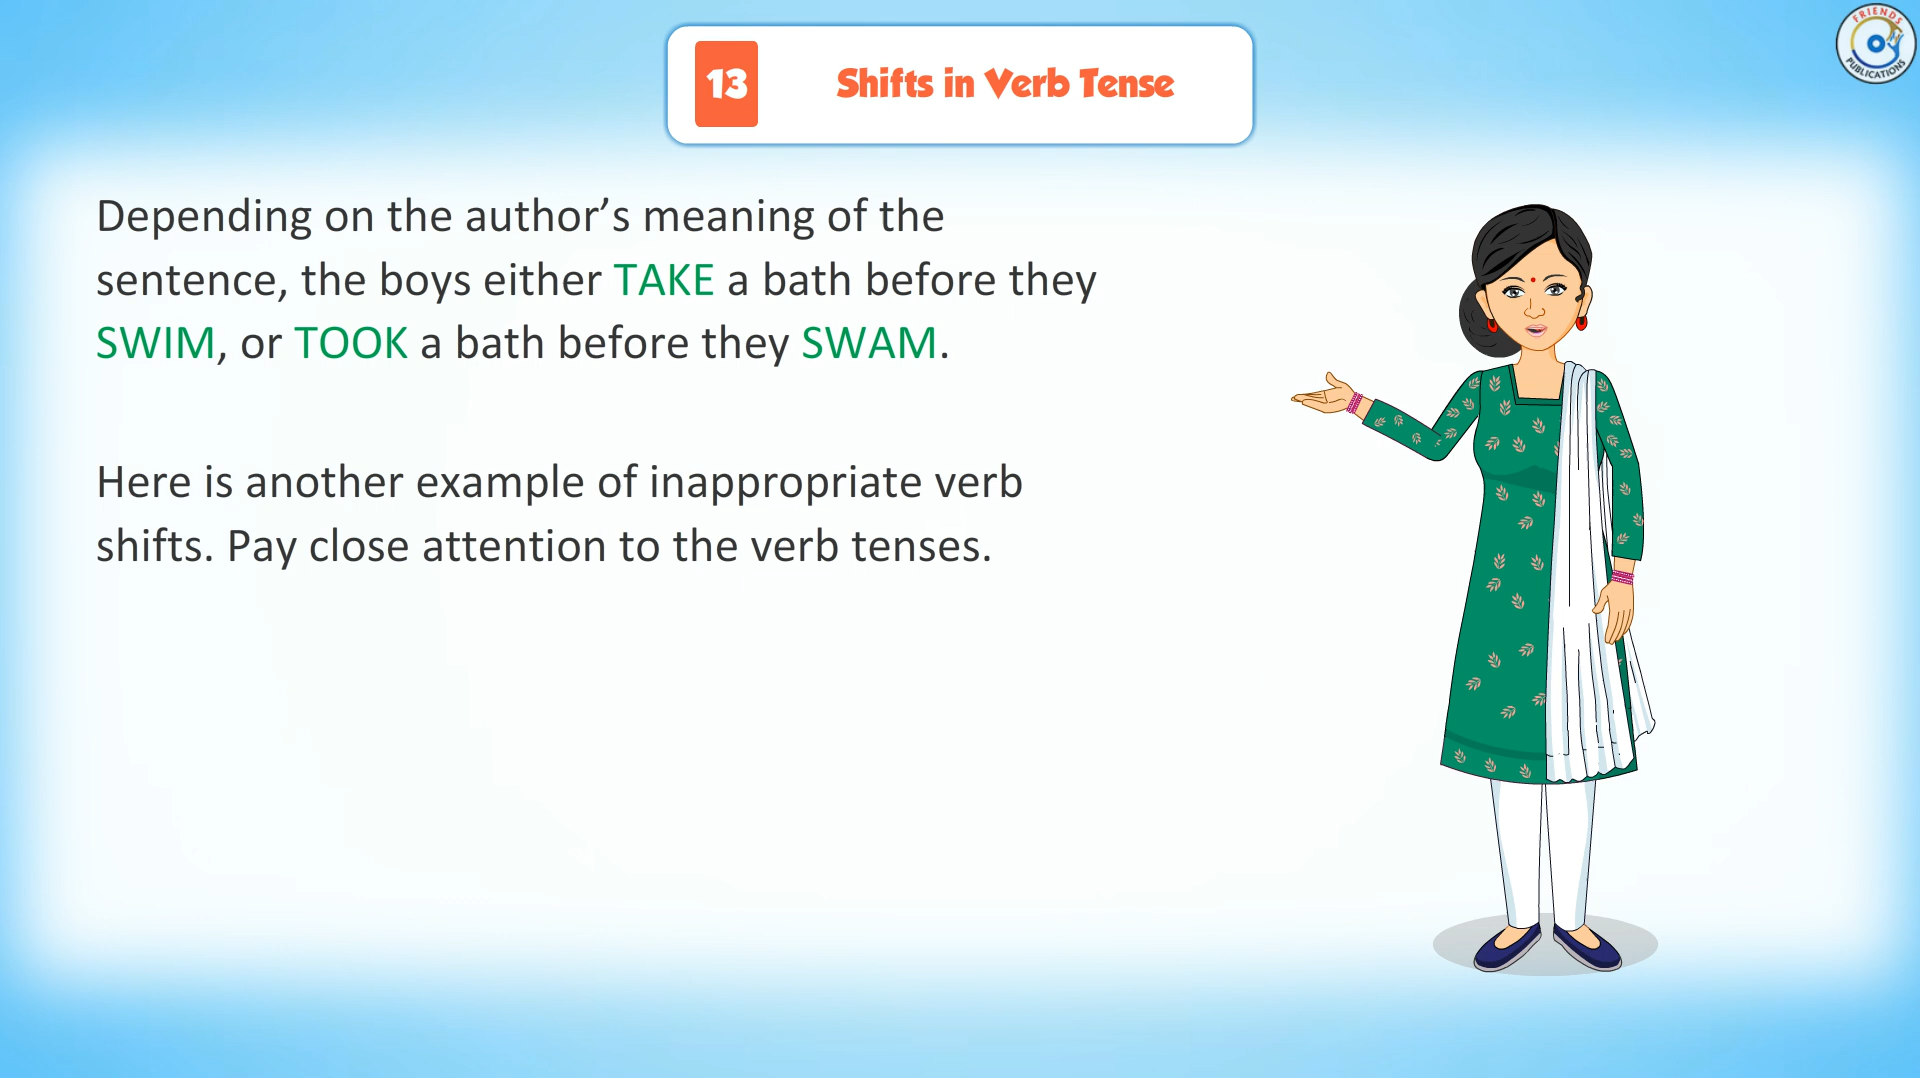 FRIENDS
PUBLICATIONS
13
Shifts in Verb Tense
Depending on the author’s meaning of the
sentence, the boys either TAKE a bath before they
SWIM, or TOOK a bath before they SWAM.
Here is another example of inappropriate verb
shifts. Pay close attention to the verb tenses.